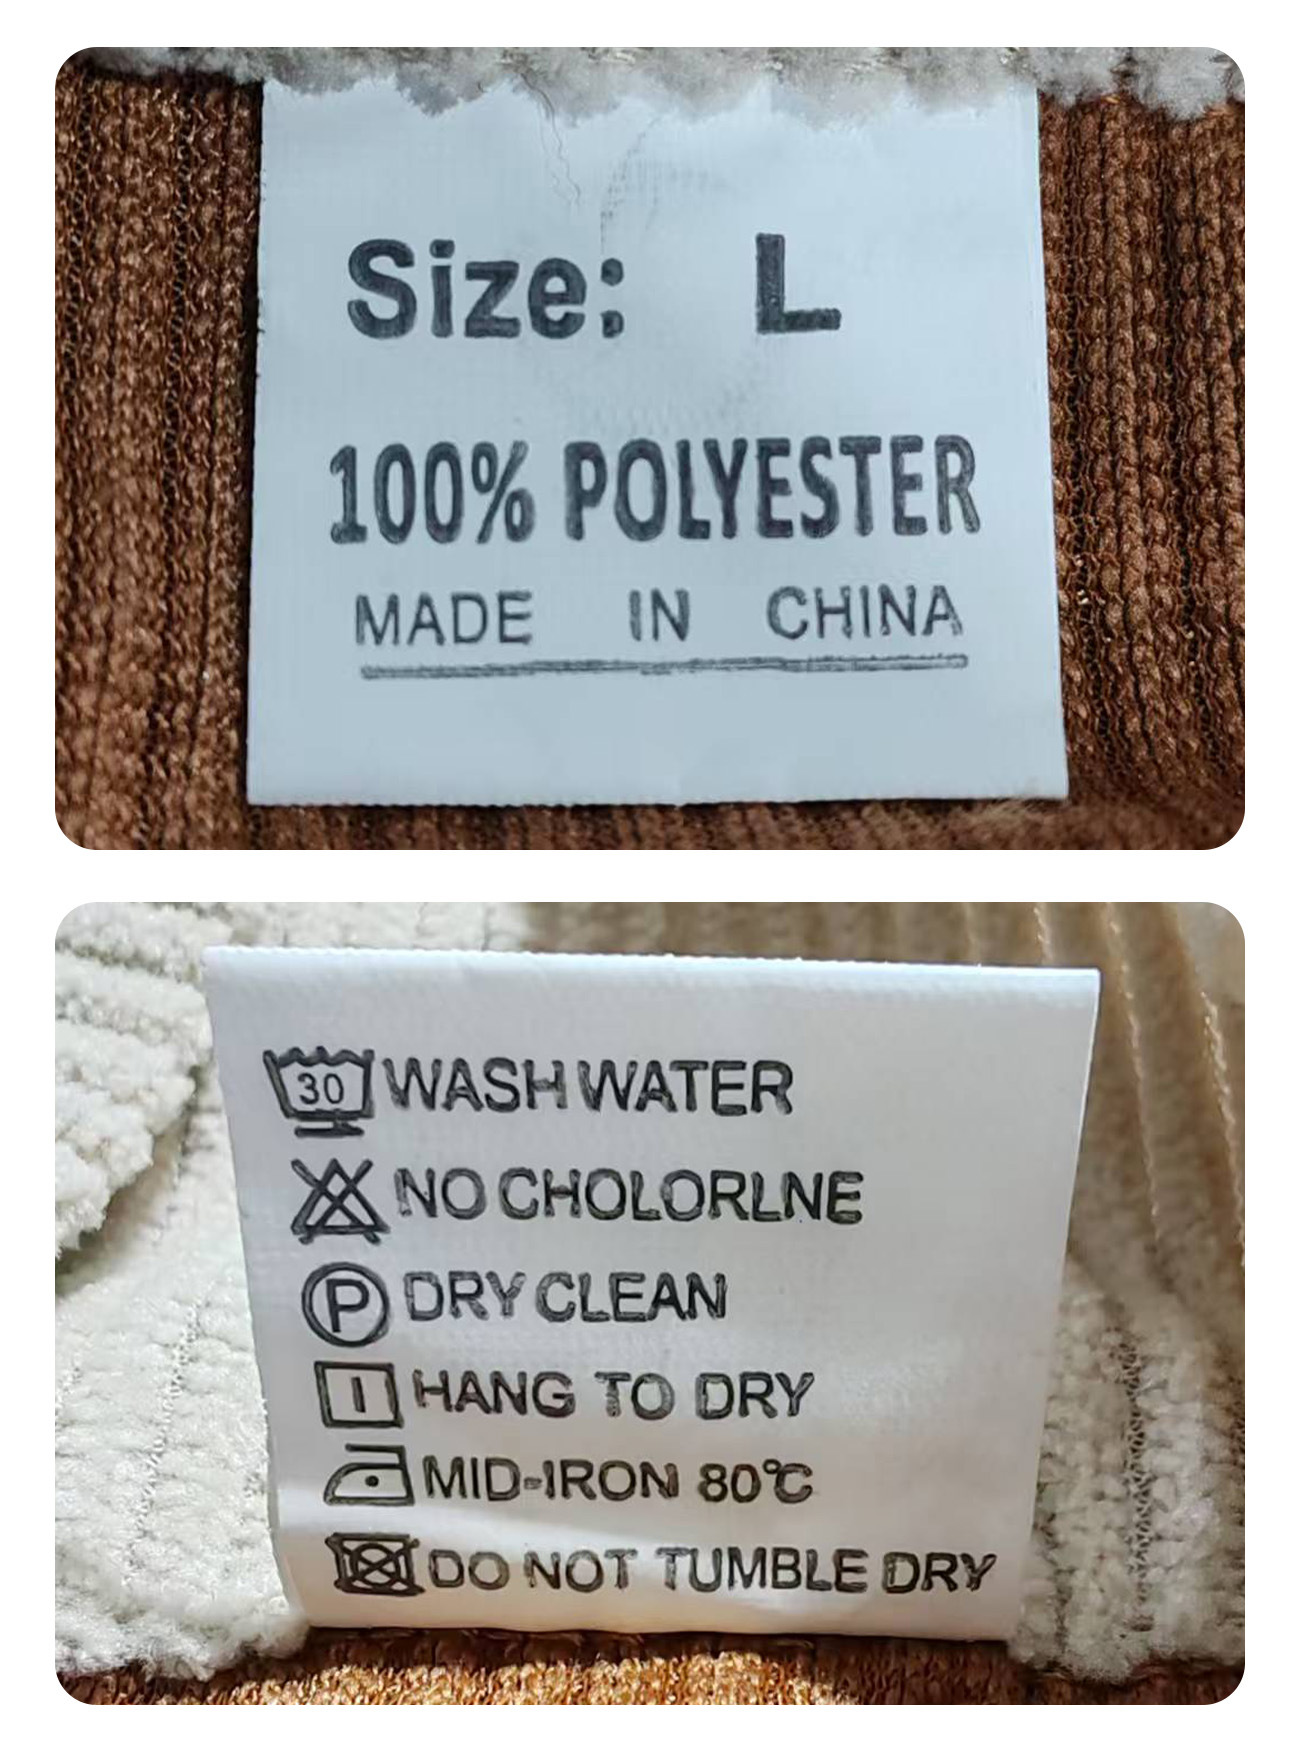 Size: L
100% POLYESTER
MADE IN CHINA
30 WASH WATER
NO CHOLORLNE
P DRY CLEAN
HANG TO DRY
MID-IRON 80℃
DO NOT TUMBLE DRY